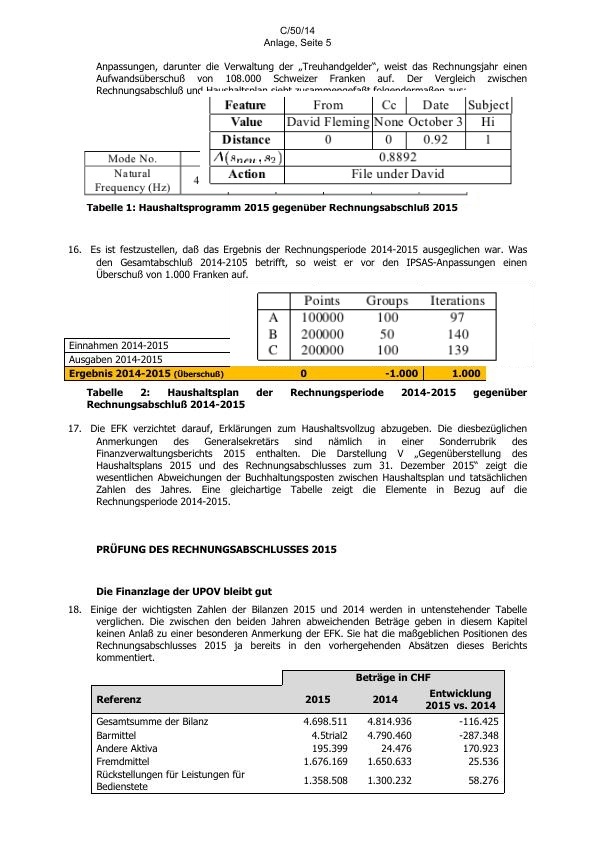 C/50/14
Anlage, Seite 5
Anpassungen, darunter die Verwaltung der „Treuhandgelder", weist das Rechnungsjahr einen
Aufwandsüberschuß von 108.000 Schweizer Franken auf. Der Vergleich zwischen
Rechnungsabschluß und Haushaltsplan sieht zusammengefaßt folgendermaßen aus:
Feature From Cc Date Subject
Value David Fleming None October 3 Hi
Distance 0 0 0.92 1
Λ(s_neu, s_2) 0.8892
Action File under David
Mode No.
Natural
Frequency (Hz) 4
Tabelle 1: Haushaltsprogramm 2015 gegenüber Rechnungsabschluß 2015
16. Es ist festzustellen, daß das Ergebnis der Rechnungsperiode 2014-2015 ausgeglichen war. Was
den Gesamtabschluß 2014-2105 betrifft, so weist er vor den IPSAS-Anpassungen einen
Überschuß von 1.000 Franken auf.
Points Groups Iterations
A 100000 100 97
B 200000 50 140
C 200000 100 139
Einnahmen 2014-2015
Ausgaben 2014-2015
Ergebnis 2014-2015 (Überschuß) 0 -1.000 1.000
Tabelle 2: Haushaltsplan der Rechnungsperiode 2014-2015 gegenüber
Rechnungsabschluß 2014-2015
17. Die EFK verzichtet darauf, Erklärungen zum Haushaltsvollzug abzugeben. Die diesbezüglichen
Anmerkungen des Generalsekretärs sind nämlich in einer Sonderrubrik des
Finanzverwaltungsberichts 2015 enthalten. Die Darstellung V „Gegenüberstellung des
Haushaltsplans 2015 und des Rechnungsabschlusses zum 31. Dezember 2015" zeigt die
wesentlichen Abweichungen der Buchhaltungsposten zwischen Haushaltsplan und tatsächlichen
Zahlen des Jahres. Eine gleichartige Tabelle zeigt die Elemente in Bezug auf die
Rechnungsperiode 2014-2015.
PRÜFUNG DES RECHNUNGSABSCHLUSSES 2015
Die Finanzlage der UPOV bleibt gut
18. Einige der wichtigsten Zahlen der Bilanzen 2015 und 2014 werden in untenstehender Tabelle
verglichen. Die zwischen den beiden Jahren abweichenden Beträge geben in diesem Kapitel
keinen Anlaß zu einer besonderen Anmerkung der EFK. Sie hat die maßgeblichen Positionen des
Rechnungsabschlusses 2015 ja bereits in den vorhergehenden Absätzen dieses Berichts
kommentiert.
Beträge in CHF
Referenz 2015 2014 Entwicklung
2015 vs. 2014
Gesamtsumme der Bilanz 4.698.511 4.814.936 -116.425
Barmittel 4.5trial2 4.790.460 -287.348
Andere Aktiva 195.399 24.476 170.923
Fremdmittel 1.676.169 1.650.633 25.536
Rückstellungen für Leistungen für
Bedienstete 1.358.508 1.300.232 58.276